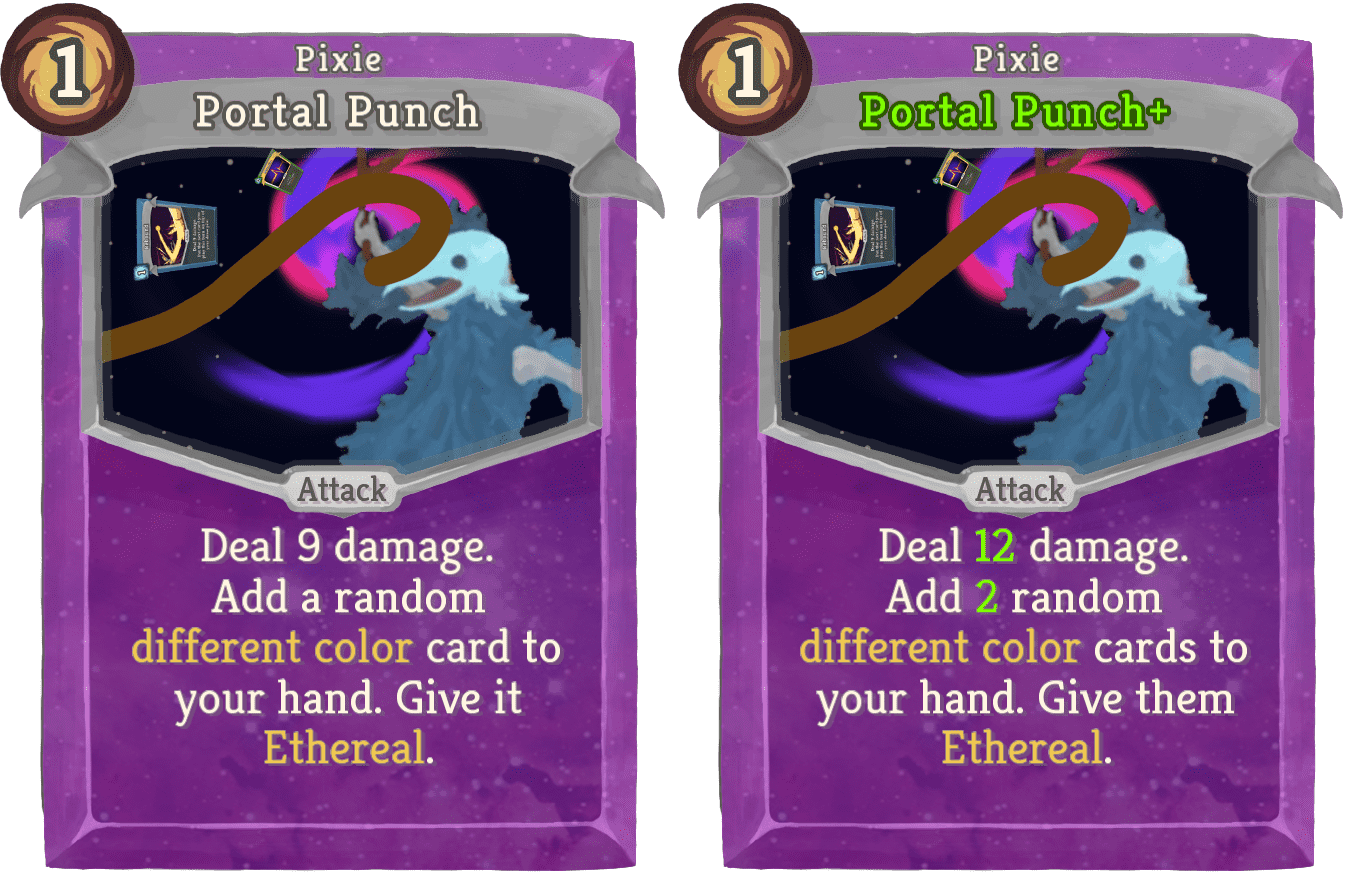 1
Pixie
Portal Punch
Attack
Deal 9 damage.
Add a random
different color card to
your hand. Give it
Ethereal.
1
Pixie
Portal Punch+
Attack
Deal 12 damage.
Add 2 random
different color cards to
your hand. Give them
Ethereal.